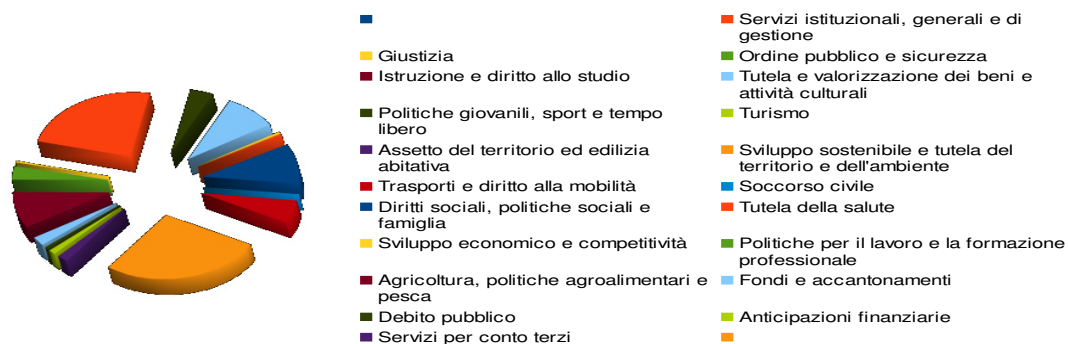 Servizi istituzionali, generali e di
gestione
Giustizia
Ordine pubblico e sicurezza
Istruzione e diritto allo studio
Tutela e valorizzazione dei beni e
attività culturali
Politiche giovanili, sport e tempo
libero
Turismo
Assetto del territorio ed edilizia
abitativa
Sviluppo sostenibile e tutela del
territorio e dell'ambiente
Trasporti e diritto alla mobilità
Soccorso civile
Diritti sociali, politiche sociali e
famiglia
Tutela della salute
Sviluppo economico e competitività
Politiche per il lavoro e la formazione
professionale
Agricoltura, politiche agroalimentari e
pesca
Fondi e accantonamenti
Debito pubblico
Anticipazioni finanziarie
Servizi per conto terzi